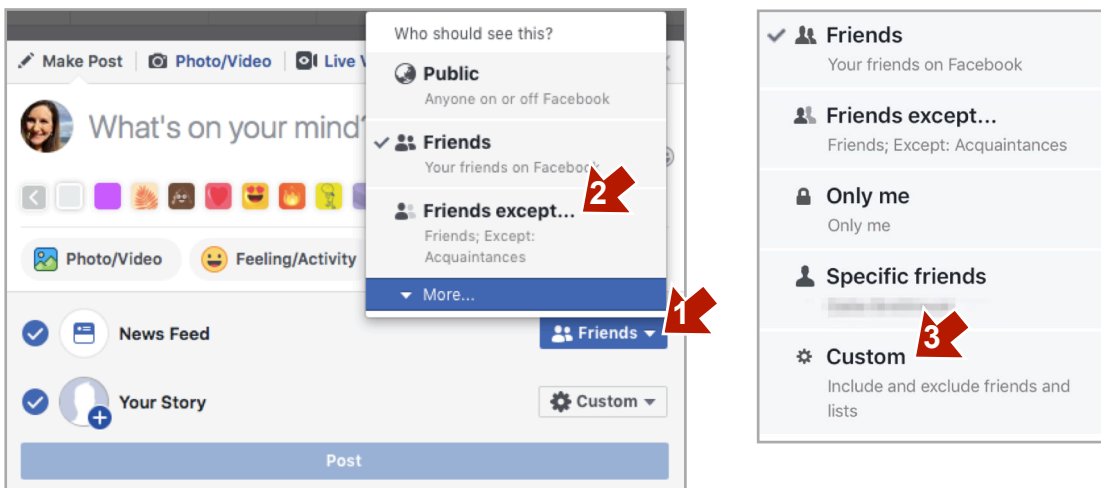 Who should see this?
Make Post
Photo/Video
Live V
Public
Anyone on or off Facebook
What's on your mind?
Friends
Your friends on Facebook
2
Friends except...
Friends; Except:
Acquaintances
Photo/Video
Feeling/Activity
More...
1
News Feed
Friends
Your Story
Custom
Post
Friends
Your friends on Facebook
Friends except...
Friends; Except: Acquaintances
Only me
Only me
Specific friends
3
Custom
Include and exclude friends and
lists